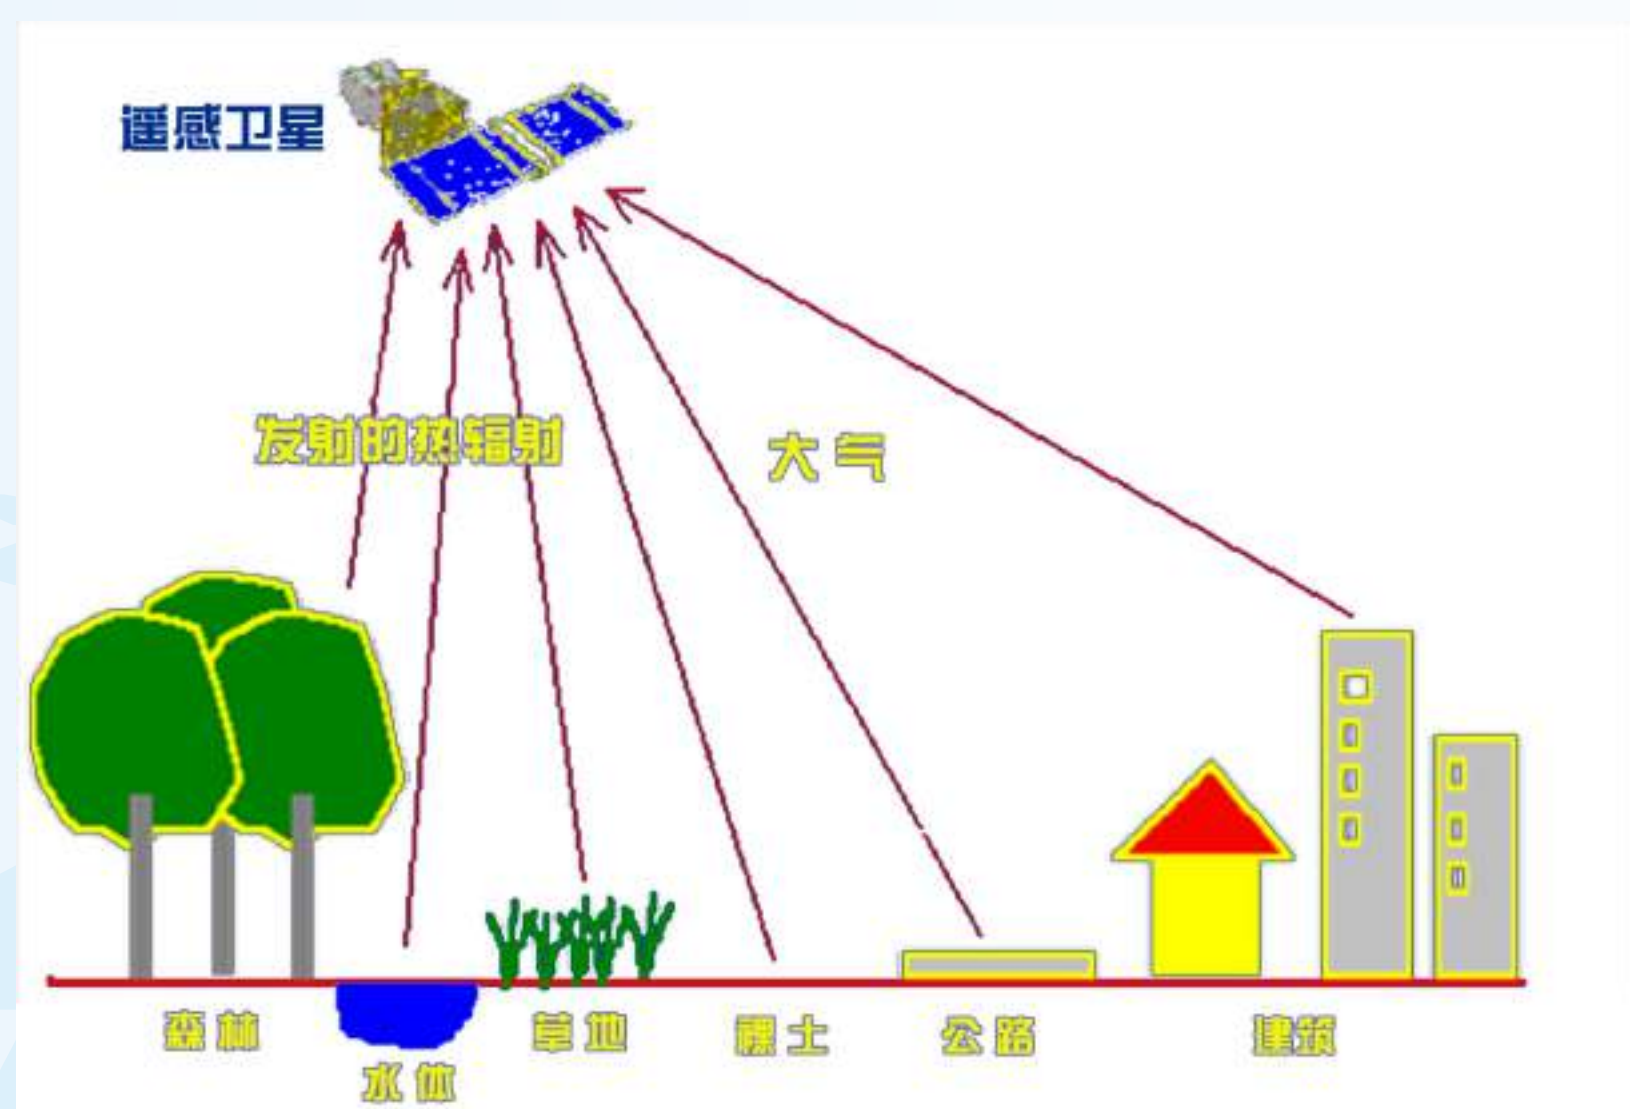 遥感卫星
发射的热辐射
大气
森林
水体
草地
裸土
公路
建筑